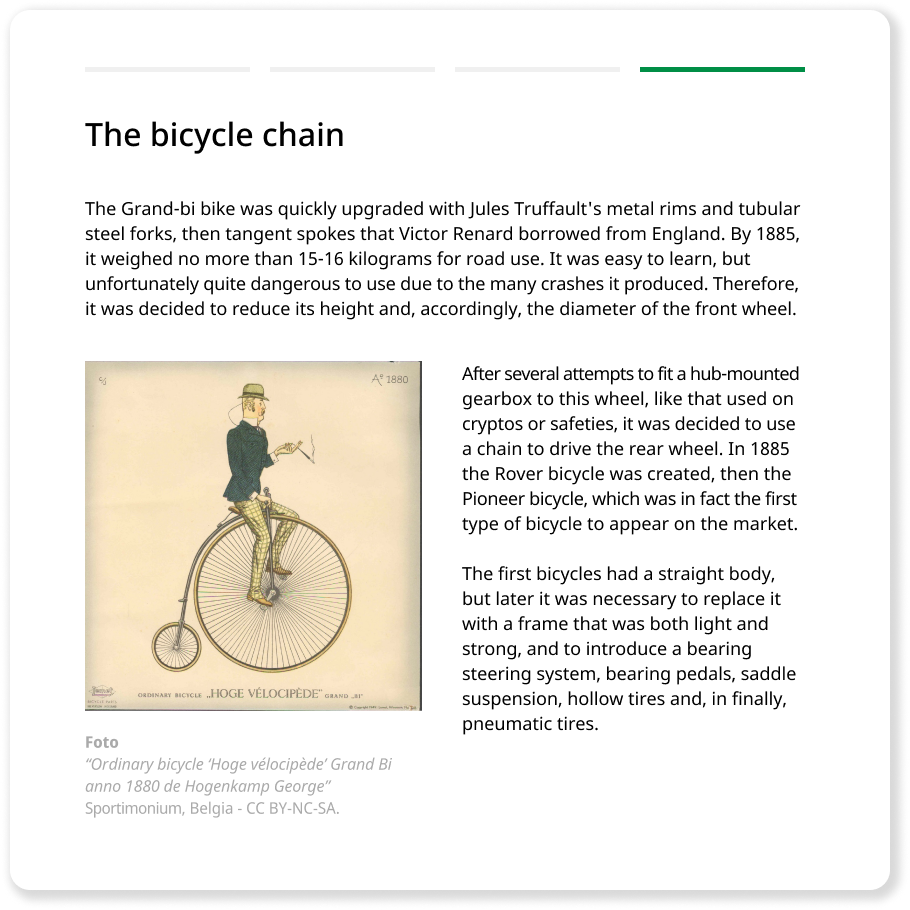 The bicycle chain
The Grand-bi bike was quickly upgraded with Jules Truffault's metal rims and tubular
steel forks, then tangent spokes that Victor Renard borrowed from England. By 1885,
it weighed no more than 15-16 kilograms for road use. It was easy to learn, but
unfortunately quite dangerous to use due to the many crashes it produced. Therefore,
it was decided to reduce its height and, accordingly, the diameter of the front wheel.
Aº 1880
ORDINARY BICYCLE „HOGE VÉLOCIPÈDE” GRAND „BI”
Foto
“Ordinary bicycle ‘Hoge vélocipède’ Grand Bi
anno 1880 de Hogenkamp George”
Sportimonium, Belgia - CC BY-NC-SA.
After several attempts to fit a hub-mounted
gearbox to this wheel, like that used on
cryptos or safeties, it was decided to use
a chain to drive the rear wheel. In 1885
the Rover bicycle was created, then the
Pioneer bicycle, which was in fact the first
type of bicycle to appear on the market.
The first bicycles had a straight body,
but later it was necessary to replace it
with a frame that was both light and
strong, and to introduce a bearing
steering system, bearing pedals, saddle
suspension, hollow tires and, in finally,
pneumatic tires.